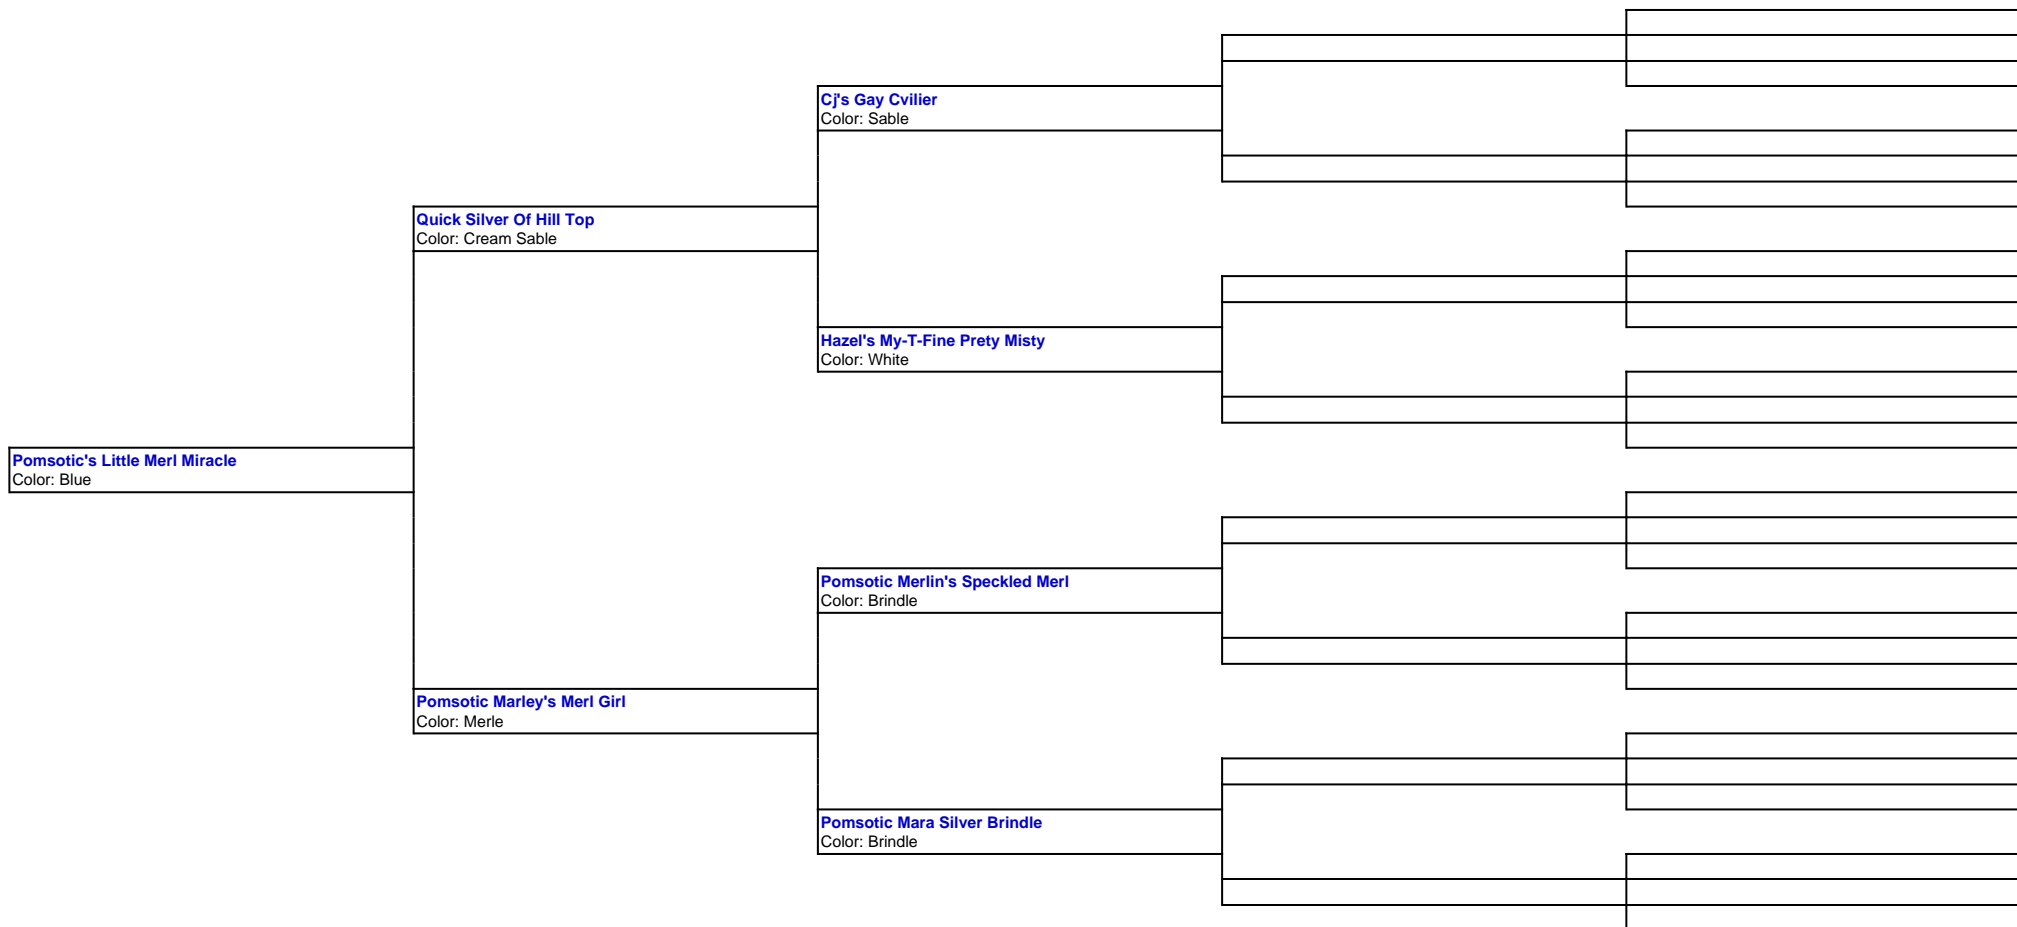 Cj's Gay Cvilier
Color: Sable
Quick Silver Of Hill Top
Color: Cream Sable
Hazel's My-T-Fine Prety Misty
Color: White
Pomsotic's Little Merl Miracle
Color: Blue
Pomsotic Merlin's Speckled Merl
Color: Brindle
Pomsotic Marley's Merl Girl
Color: Merle
Pomsotic Mara Silver Brindle
Color: Brindle